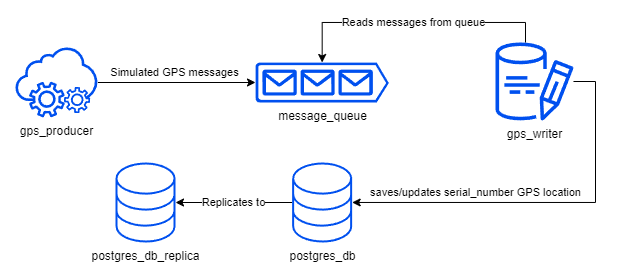 Reads messages from queue
Simulated GPS messages
gps_producer
message_queue
gps_writer
saves/updates serial_number GPS location
Replicates to
postgres_db_replica
postgres_db